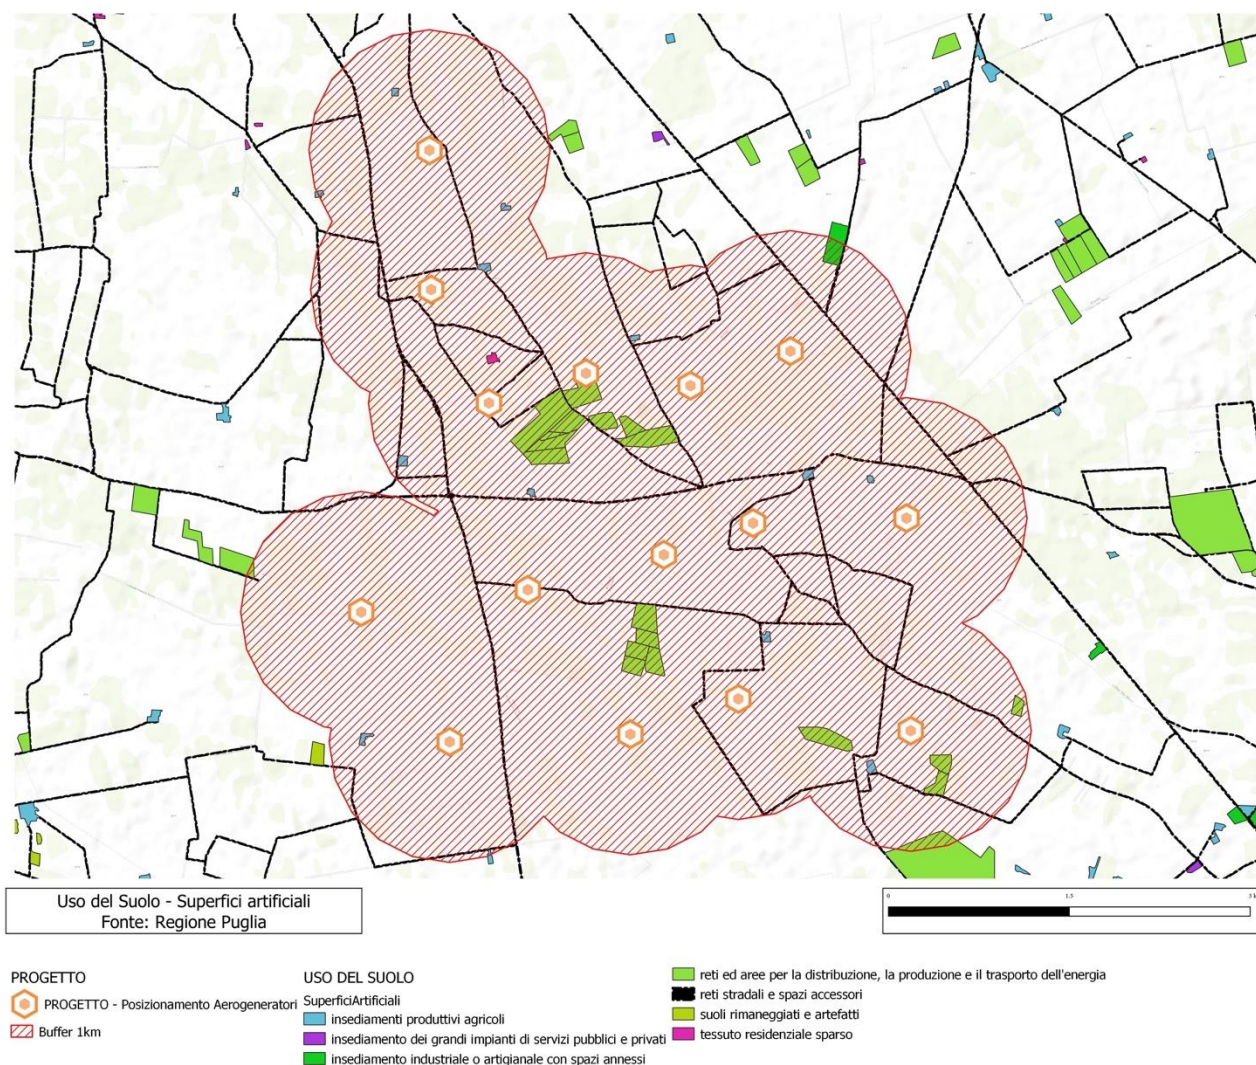 Uso del Suolo - Superfici artificiali
Fonte: Regione Puglia
0 1.5 3 k
PROGETTO
PROGETTO - Posizionamento Aerogeneratori
Buffer 1km
USO DEL SUOLO
SuperficiArtificiali
insediamenti produttivi agricoli
insediamento dei grandi impianti di servizi pubblici e privati
insediamento industriale o artigianale con spazi annessi
reti ed aree per la distribuzione, la produzione e il trasporto dell'energia
reti stradali e spazi accessori
suoli rimaneggiati e artefatti
tessuto residenziale sparso